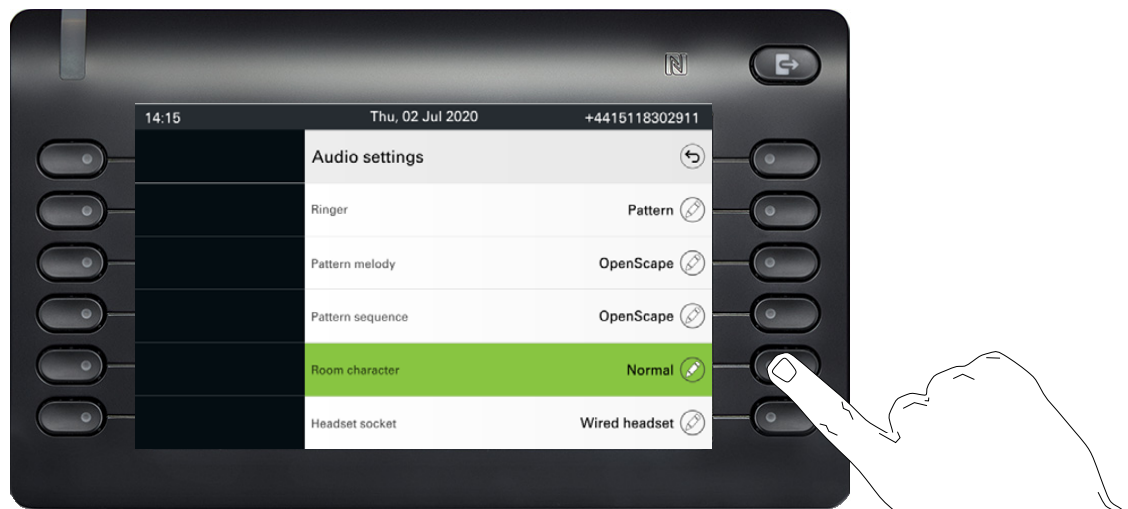 14:15 Thu, 02 Jul 2020 +4415118302911
Audio settings
Ringer Pattern
Pattern melody OpenScape
Pattern sequence OpenScape
Room character Normal
Headset socket Wired headset